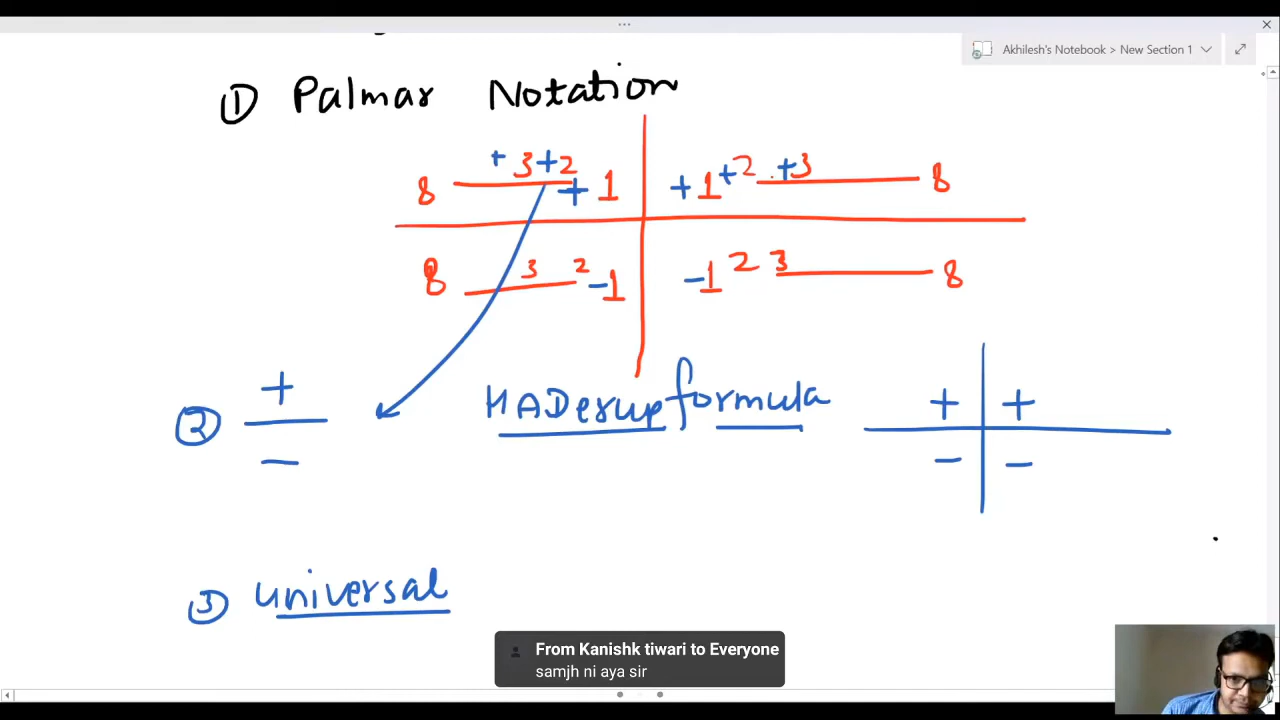 Akhilesh's Notebook > New Section 1
① Palmar Notation
8 + 3 + 2 + 1 + 1 + 2 + 3 8
8 3 2 - 1 - 1 2 3 8
② + HADerup formula + +
- - -
③ universal
From Kanishk tiwari to Everyone
samjh ni aya sir